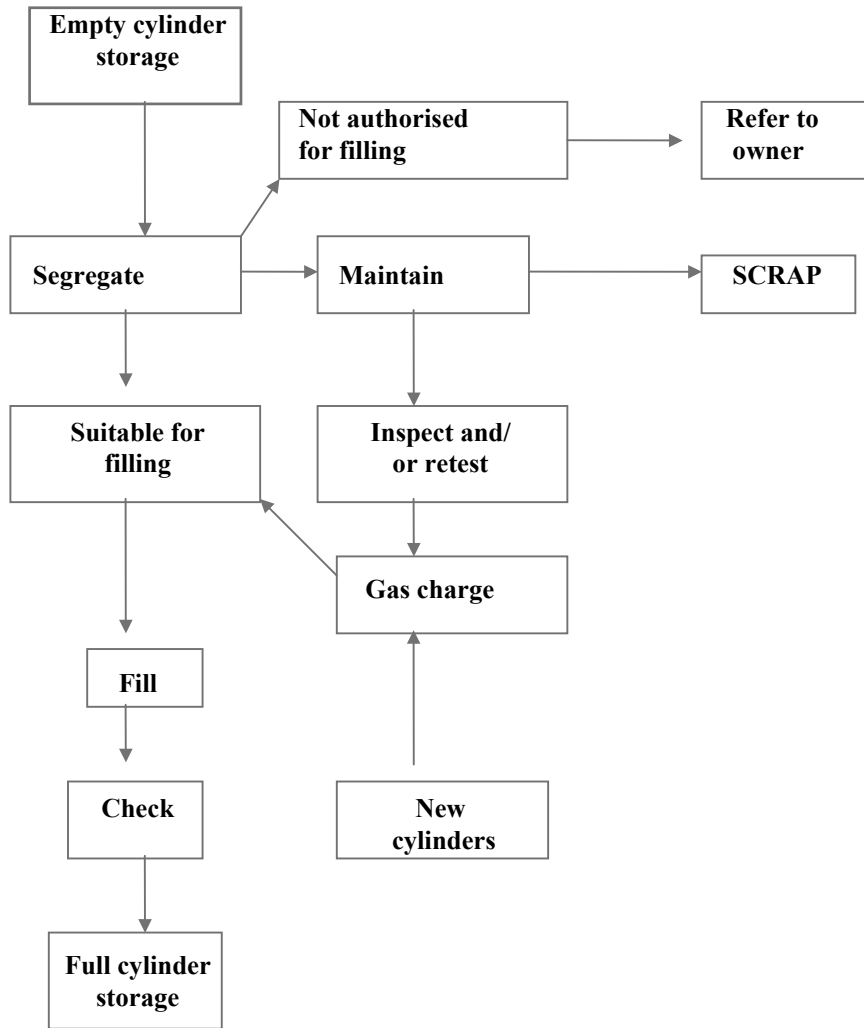 Empty cylinder
storage
Not authorised
for filling
Refer to
owner
Segregate
Maintain
SCRAP
Suitable for
filling
Inspect and/
or retest
Gas charge
Fill
Check
New
cylinders
Full cylinder
storage